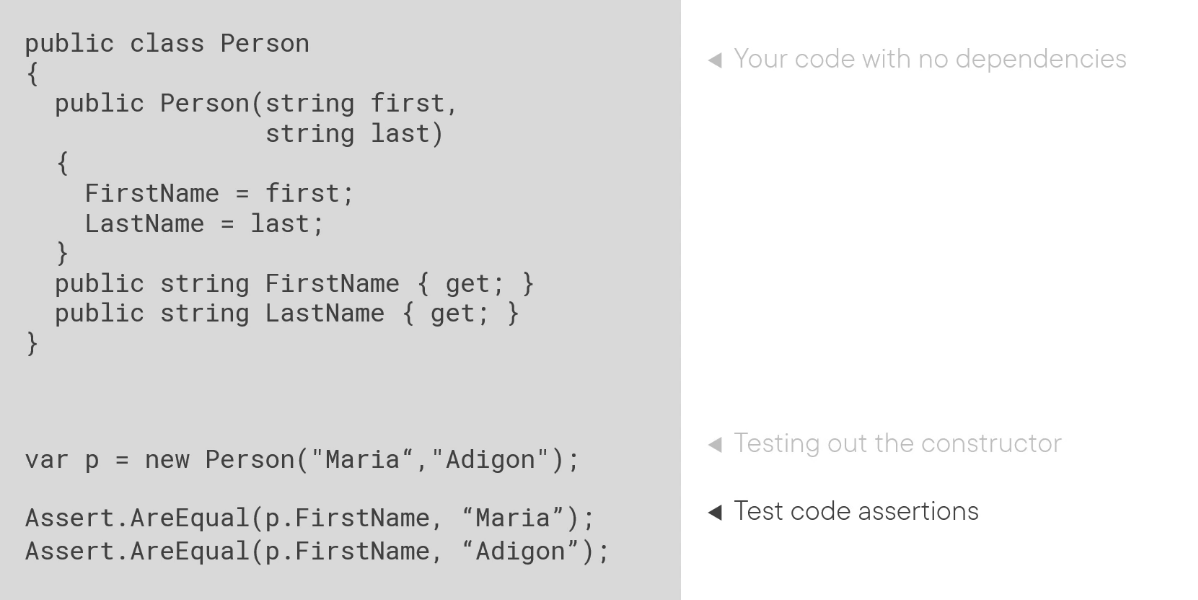 public class Person
{
  public Person(string first,
                string last)
  {
    FirstName = first;
    LastName = last;
  }
  public string FirstName { get; }
  public string LastName { get; }
}
var p = new Person("Maria“,"Adigon");
Assert.AreEqual(p.FirstName, “Maria”);
Assert.AreEqual(p.FirstName, “Adigon”);
◀ Your code with no dependencies
◀ Testing out the constructor
◀ Test code assertions